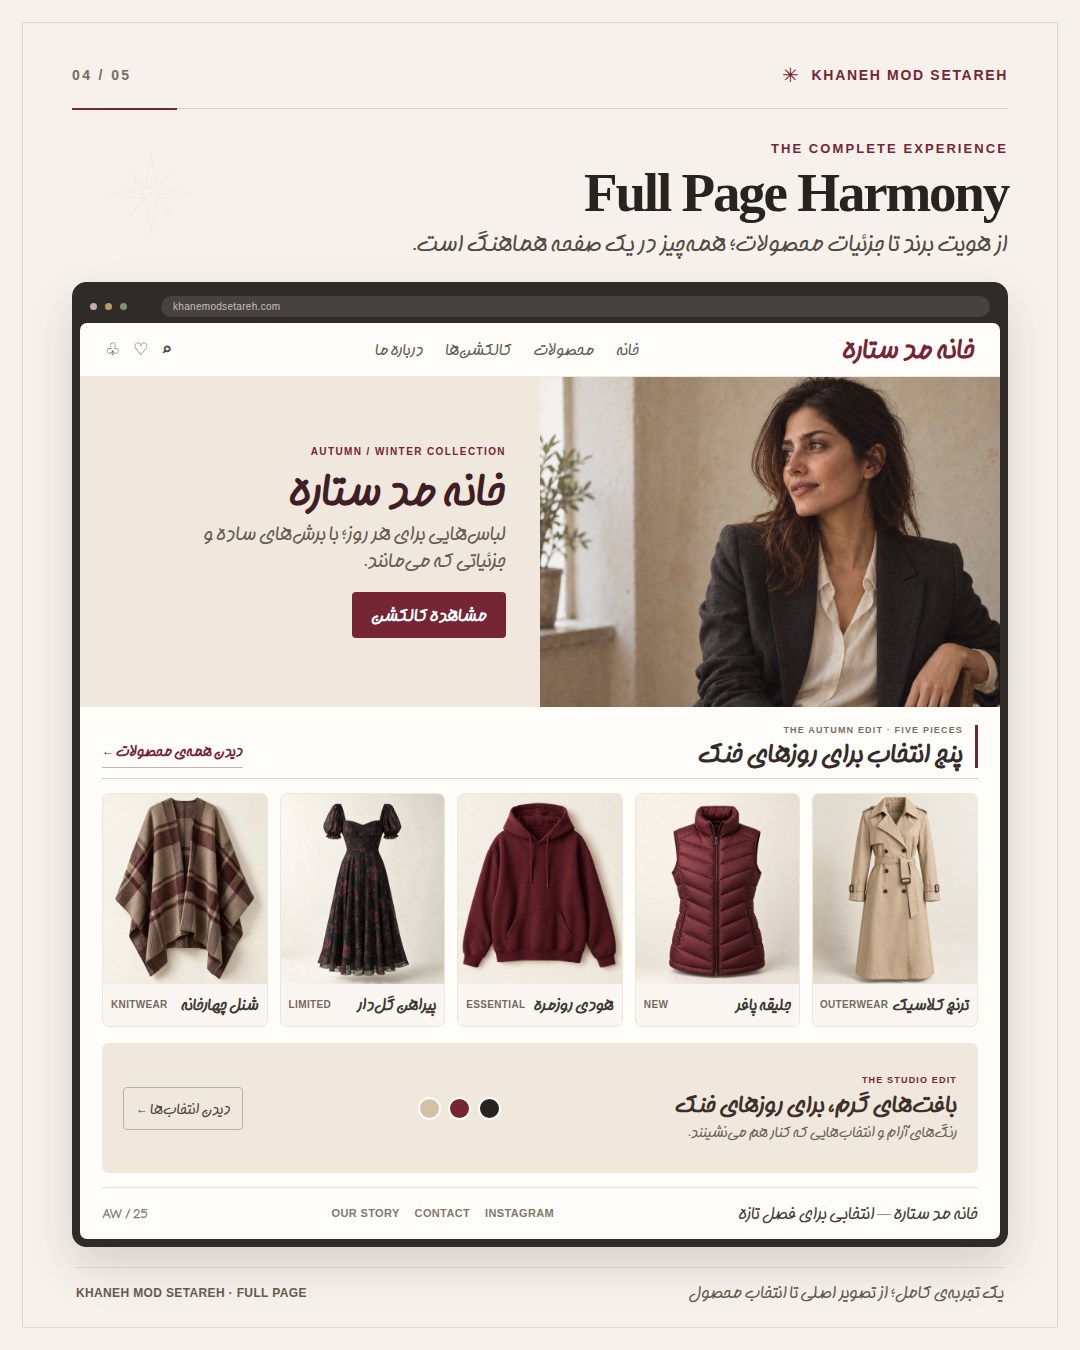 04 / 05
KHANEH MOD SETAREH
THE COMPLETE EXPERIENCE
Full Page Harmony
از هویت برند تا جزئیات محصولات؛ همه‌چیز در یک صفحه هماهنگ است.
khanemodsetareh.com
خانه مد ستاره
خانه محصولات کالکشن‌ها درباره ما
AUTUMN / WINTER COLLECTION
خانه مد ستاره
لباس‌هایی برای هر روز؛ با برش‌های ساده و
جزئیاتی که می‌مانند.
مشاهده کالکشن
THE AUTUMN EDIT · FIVE PIECES
پنج انتخاب برای روزهای خنک
دیدن همه‌ی محصولات ←
ترنچ کلاسیک OUTERWEAR
جلیقه پافر NEW
هودی روزمره ESSENTIAL
پیراهن گل‌دار LIMITED
شنل چهارخانه KNITWEAR
THE STUDIO EDIT
بافت‌های گرم، برای روزهای خنک
رنگ‌های آرام و انتخاب‌هایی که کنار هم می‌نشینند.
دیدن انتخاب‌ها ←
خانه مد ستاره — انتخابی برای فصل تازه
OUR STORY CONTACT INSTAGRAM
AW / 25
یک تجربه‌ی کامل؛ از تصویر اصلی تا انتخاب محصول
KHANEH MOD SETAREH · FULL PAGE